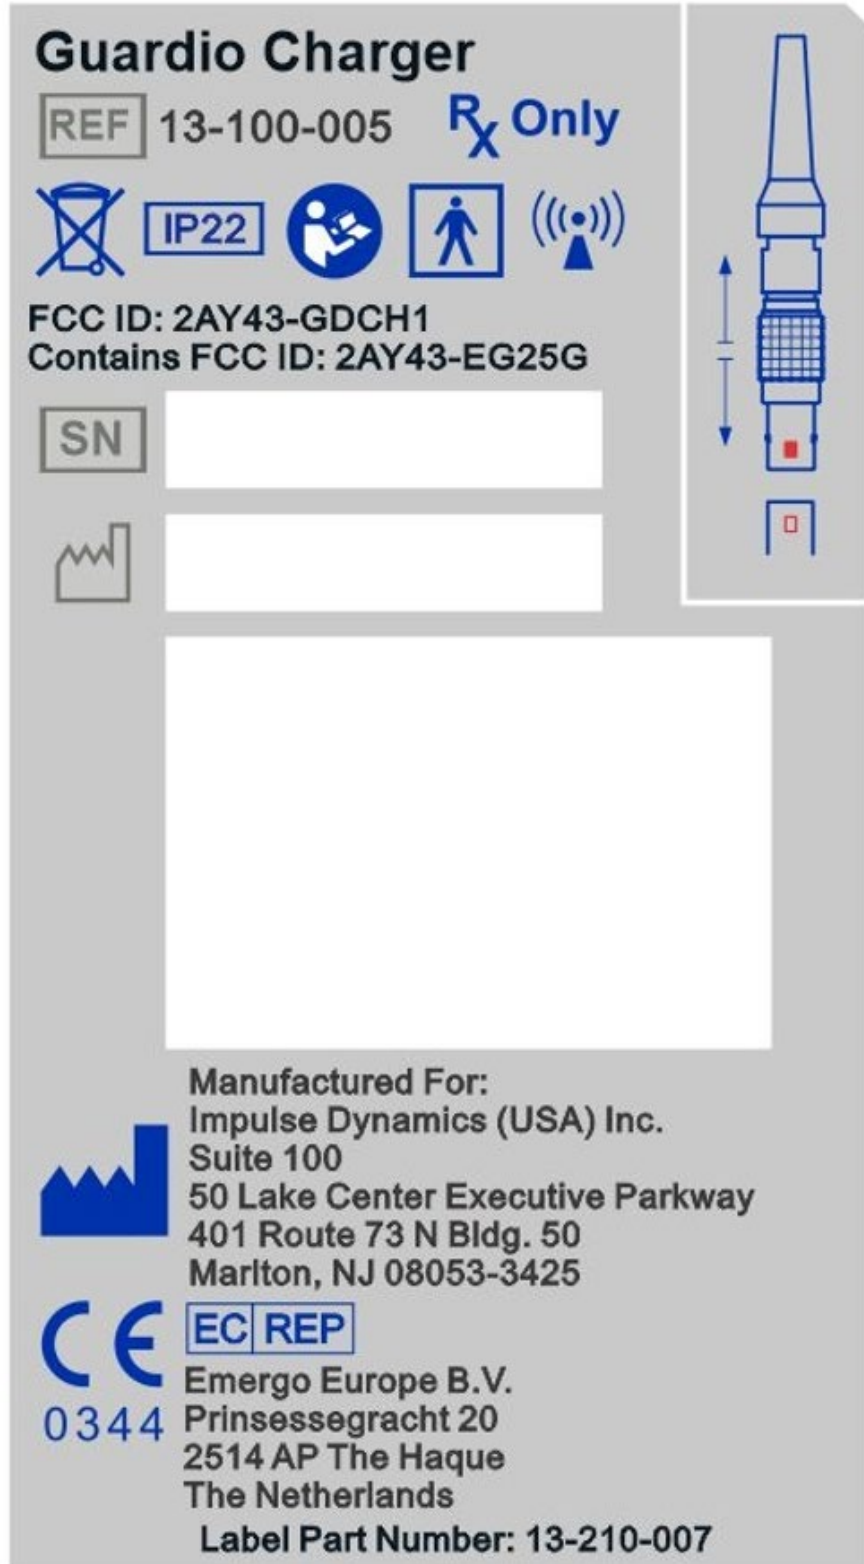 Guardio Charger
REF 13-100-005 Rx Only
IP22
FCC ID: 2AY43-GDCH1
Contains FCC ID: 2AY43-EG25G
SN
Manufactured For:
Impulse Dynamics (USA) Inc.
Suite 100
50 Lake Center Executive Parkway
401 Route 73 N Bldg. 50
Marlton, NJ 08053-3425
CE EC REP
0344
Emergo Europe B.V.
Prinsessegracht 20
2514 AP The Haque
The Netherlands
Label Part Number: 13-210-007